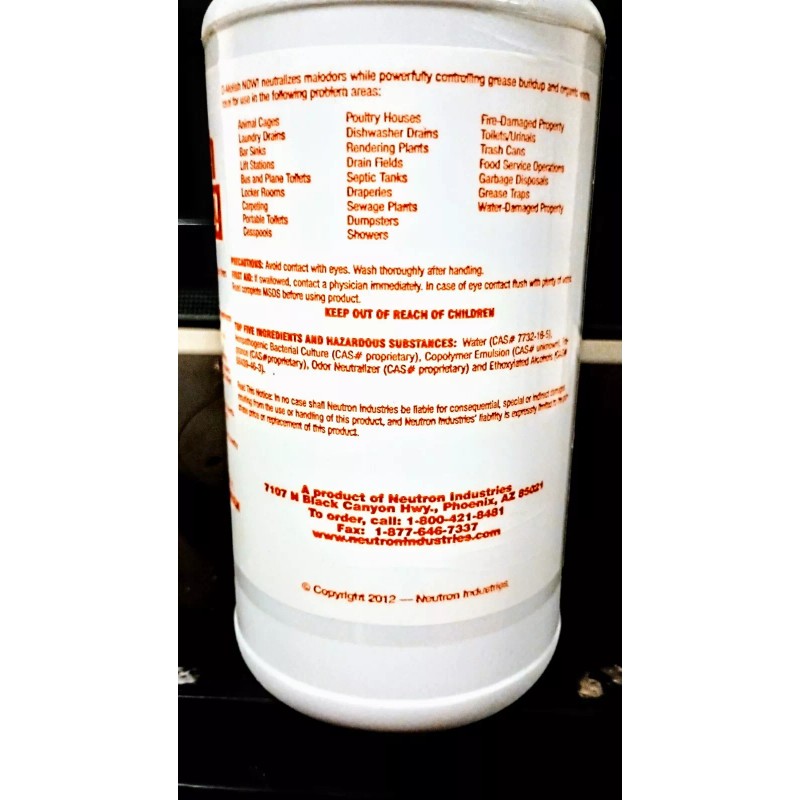 NOW! neutralizes malodors while powerfully controlling grease buildup and organic
for use in the following problem areas:
Animal Cages
Laundry Drains
Bar Sinks
Lift Stations
Bus and Plane Toilets
Locker Rooms
Carpeting
Portable Toilets
Cesspools
Poultry Houses
Dishwasher Drains
Rendering Plants
Drain Fields
Septic Tanks
Draperies
Sewage Plants
Dumpsters
Showers
Fire-Damaged Property
Toilets/Urinals
Trash Cans
Food Service Operations
Garbage Disposals
Grease Traps
Water-Damaged Property
PRECAUTIONS: Avoid contact with eyes. Wash thoroughly after handling.
FIRST AID: If swallowed, contact a physician immediately. In case of eye contact flush with plenty of water.
Read complete MSDS before using product.
KEEP OUT OF REACH OF CHILDREN
TOP FIVE INGREDIENTS AND HAZARDOUS SUBSTANCES: Water (CAS# 7732-18-5),
Bacterial Culture (CAS# proprietary), Copolymer Emulsion (CAS# unknown),
(CAS#proprietary), Odor Neutralizer (CAS# proprietary) and Ethoxylated Alcohols,
Read This Notice: In no case shall Neutron Industries be liable for consequential, special or indirect damages
resulting from the use or handling of this product, and Neutron Industries' liability is expressly limited to
price or replacement of this product.
A product of Neutron Industries
7107 N Black Canyon Hwy., Phoenix, AZ 85021
To order, call: 1-800-421-8481
Fax: 1-877-646-7337
www.neutronindustries.com
© Copyright 2012 — Neutron Industries